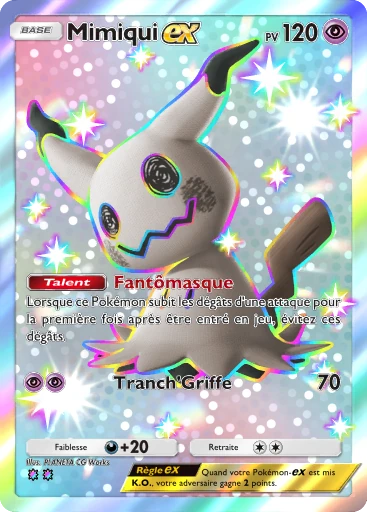 BASE Mimiqui ex PV 120
Talent Fantômasque
Lorsque ce Pokémon subit les dégâts d'une attaque pour
la première fois après être entré en jeu, évitez ces
dégâts.
Tranch'Griffe 70
Faiblesse +20 Retraite
Illus. PLANETA CG Works
Règle ex Quand votre Pokémon-ex est mis
K.O., votre adversaire gagne 2 points.